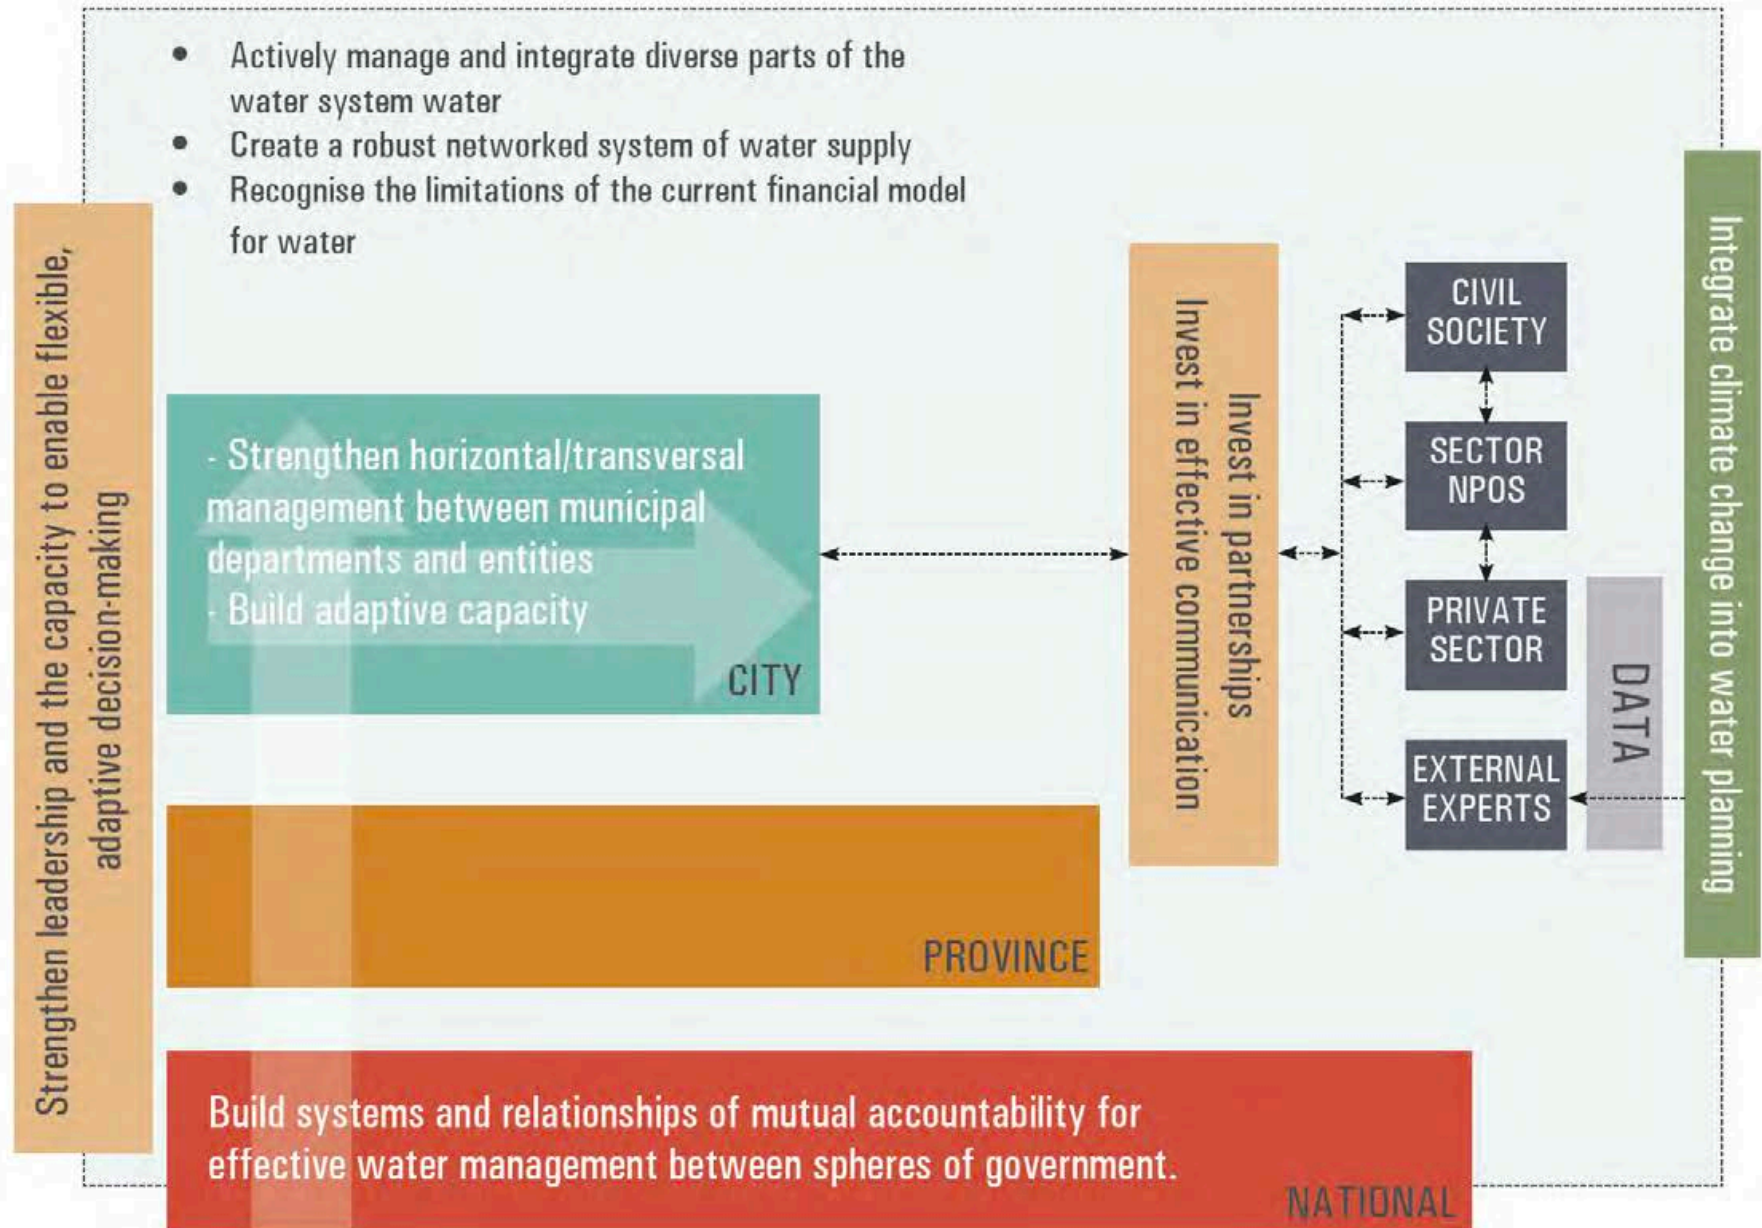 • Actively manage and integrate diverse parts of the
water system water
• Create a robust networked system of water supply
• Recognise the limitations of the current financial model
for water
Strengthen leadership and the capacity to enable flexible,
adaptive decision-making
- Strengthen horizontal/transversal
management between municipal
departments and entities
- Build adaptive capacity
CITY
PROVINCE
Build systems and relationships of mutual accountability for
effective water management between spheres of government.
NATIONAL
Invest in partnerships
Invest in effective communication
CIVIL
SOCIETY
SECTOR
NPOS
PRIVATE
SECTOR
EXTERNAL
EXPERTS
DATA
Integrate climate change into water planning